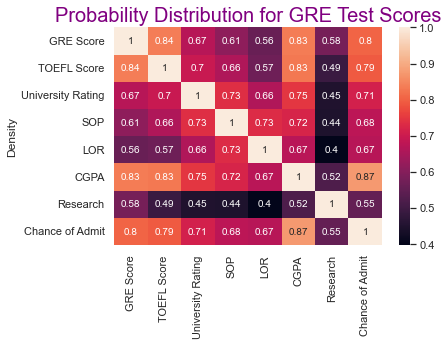 Probability Distribution for GRE Test Scores
Density
GRE Score 1 0.84 0.67 0.61 0.56 0.83 0.58 0.8
TOEFL Score 0.84 1 0.7 0.66 0.57 0.83 0.49 0.79
University Rating 0.67 0.7 1 0.73 0.66 0.75 0.45 0.71
SOP 0.61 0.66 0.73 1 0.73 0.72 0.44 0.68
LOR 0.56 0.57 0.66 0.73 1 0.67 0.4 0.67
CGPA 0.83 0.83 0.75 0.72 0.67 1 0.52 0.87
Research 0.58 0.49 0.45 0.44 0.4 0.52 1 0.55
Chance of Admit 0.8 0.79 0.71 0.68 0.67 0.87 0.55 1
GRE Score
TOEFL Score
University Rating
SOP
LOR
CGPA
Research
Chance of Admit
1.0
0.9
0.8
0.7
0.6
0.5
0.4